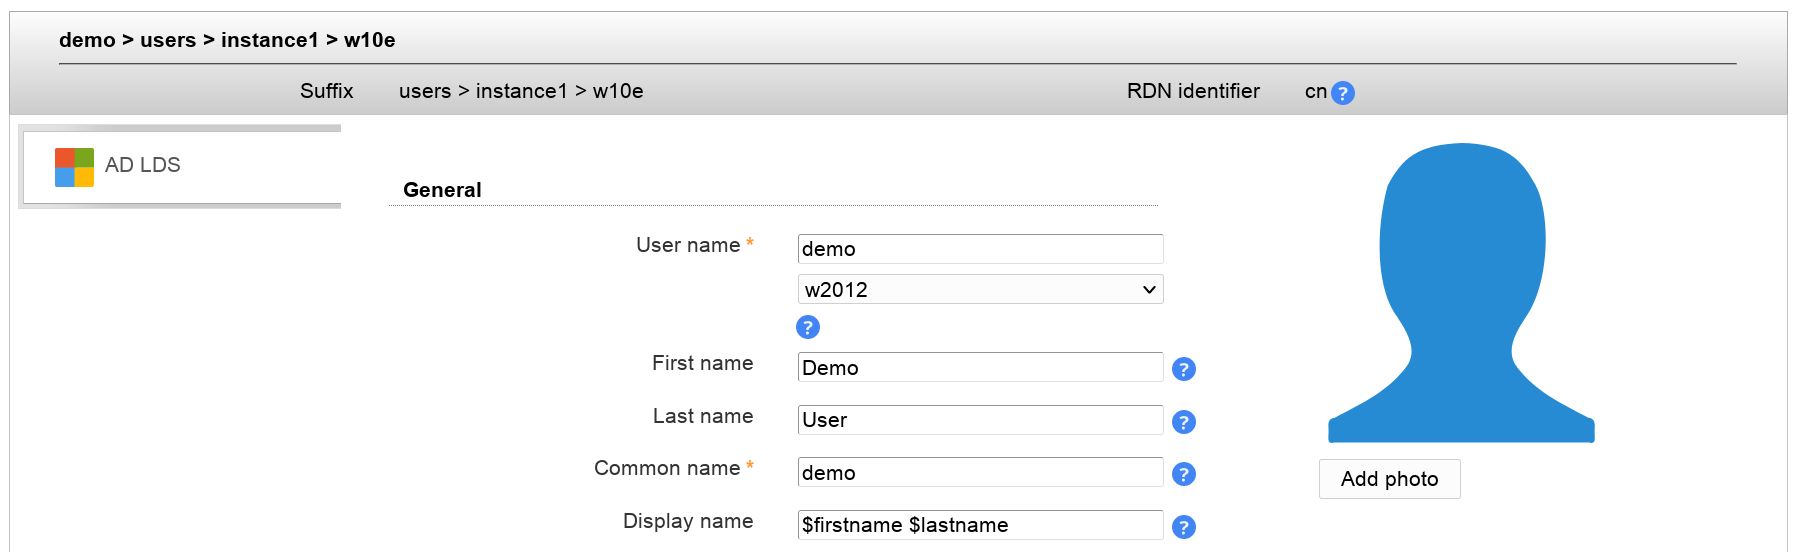 demo > users > instance1 > w10e
Suffix users > instance1 > w10e RDN identifier cn ?
AD LDS
General
User name * demo
w2012
?
First name Demo ?
Last name User ?
Common name * demo ?
Add photo
Display name $firstname $lastname ?